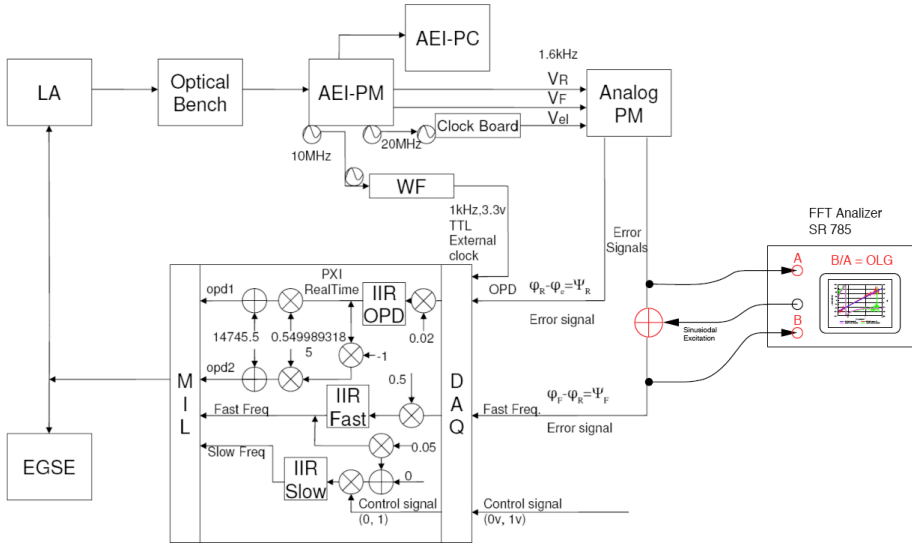 AEI-PC
LA
Optical
Bench
AEI-PM
1.6kHz
VR
VF
Vel
Analog
PM
Clock Board
10MHz
20MHz
WF
1kHz,3.3v
TTL
External
clock
Error
Signals
FFT Analizer
SR 785
A
B/A = OLG
B
Sinusiodal
Excitation
PXI
RealTime
opd1
IIR
OPD
OPD
φR-φe=ΨR
Error signal
14745.5
0.549989318
5
0.02
-1
opd2
0.5
M
I
L
D
A
Q
IIR
Fast
Fast Freq
Fast Freq.
φF-φR=ΨF
Error signal
0.05
Slow Freq
IIR
Slow
0
Control signal
(0, 1)
Control signal
(0v, 1v)
EGSE